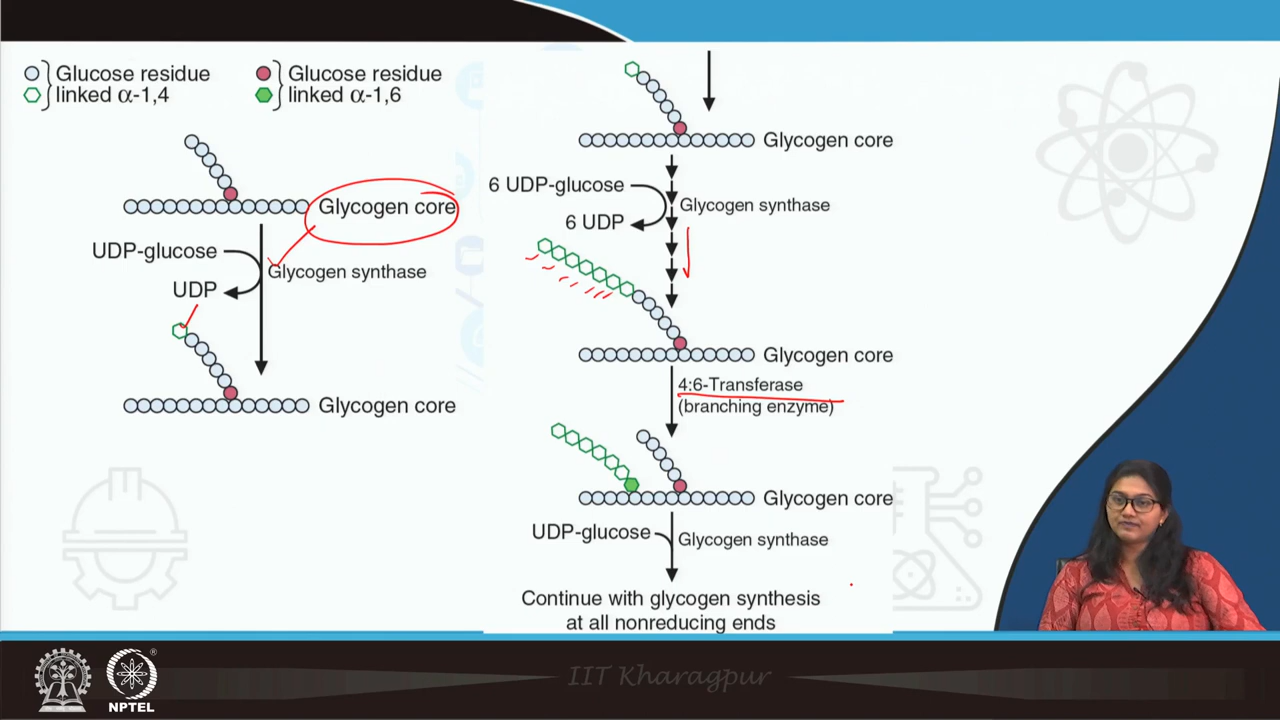 Glucose residue
linked α-1,4
Glucose residue
linked α-1,6
Glycogen core
UDP-glucose
Glycogen synthase
UDP
Glycogen core
Glycogen core
6 UDP-glucose
Glycogen synthase
6 UDP
Glycogen core
4:6-Transferase
(branching enzyme)
Glycogen core
UDP-glucose
Glycogen synthase
Continue with glycogen synthesis
at all nonreducing ends
IIT Kharagpur
®
NPTEL